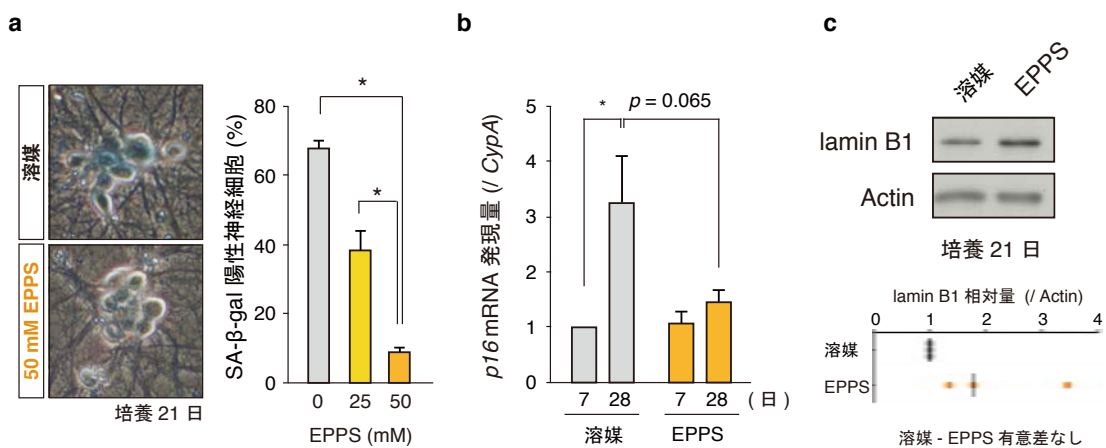 a
溶媒
50 mM EPPS
培養 21 日
SA-β-gal 陽性神経細胞 (%)
80
60
40
20
0
*
*
0 25 50
EPPS (mM)
b
p16 mRNA 発現量 (/ CypA)
5
4
3
2
1
0
* p = 0.065
7 28 7 28 ( 日 )
溶媒 EPPS
c
溶媒 EPPS
lamin B1
Actin
培養 21 日
lamin B1 相対量 (/ Actin)
0 1 2 3 4
溶媒
EPPS
溶媒 - EPPS 有意差なし